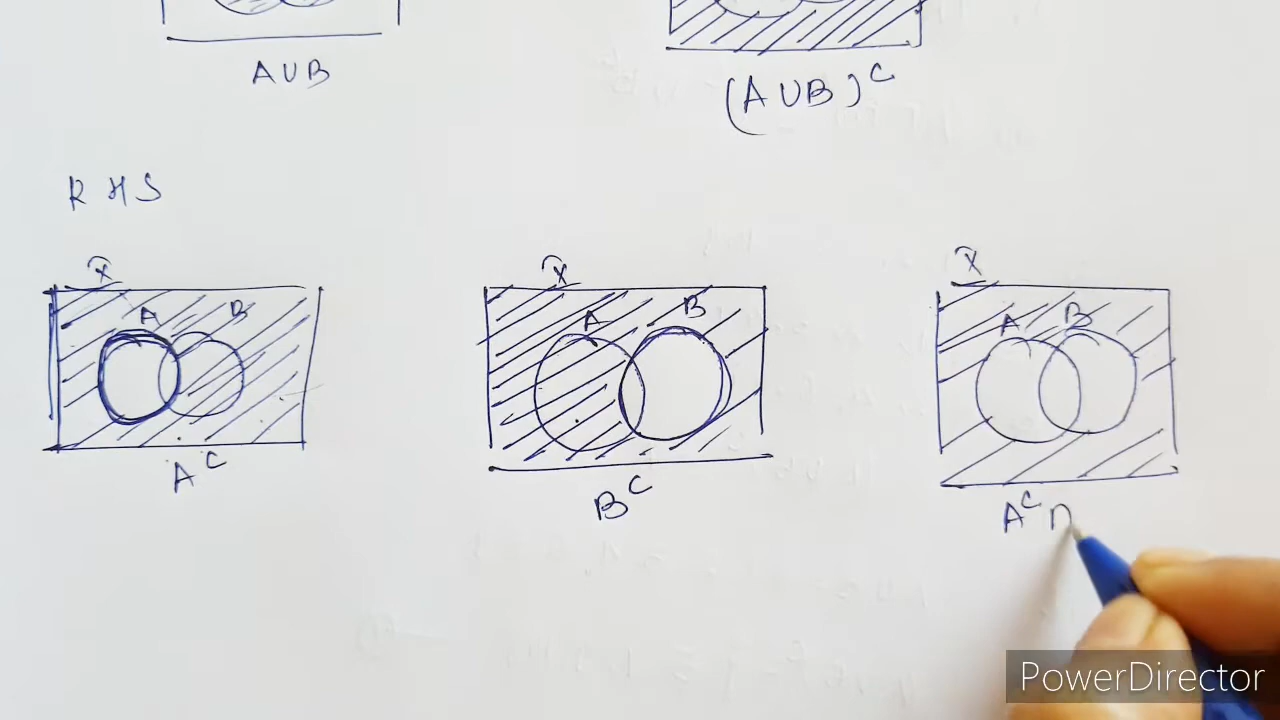 A∪B
(A∪B)ᶜ
RHS
X
A B
Aᶜ
X
A B
Bᶜ
X
A B
Aᶜ ∩
PowerDirector